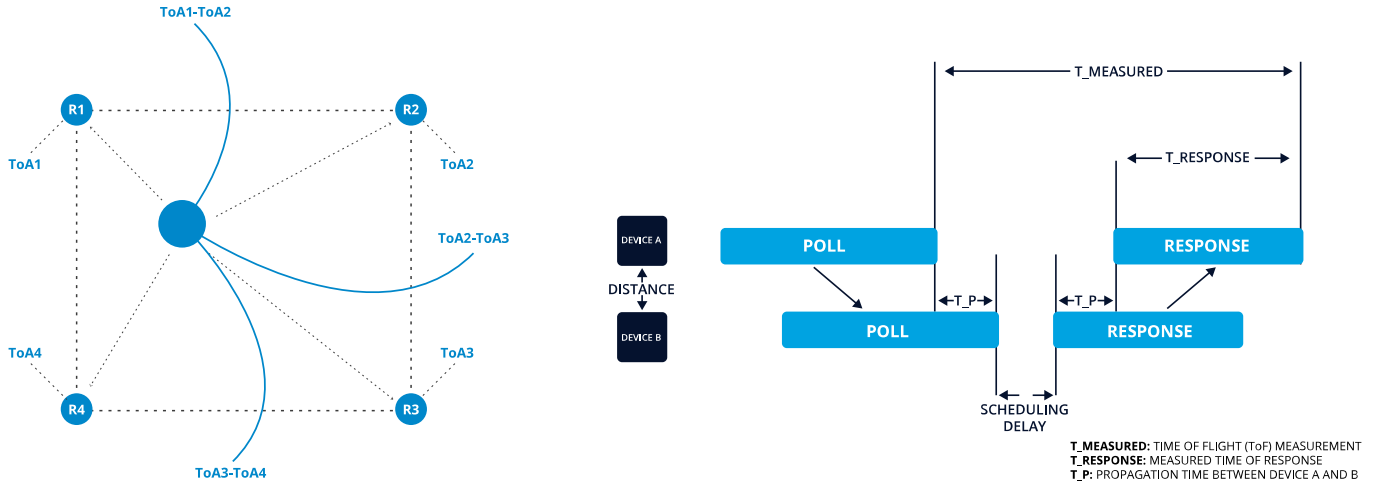 ToA1-ToA2
R1
R2
ToA1
ToA2
ToA2-ToA3
ToA4
ToA3
R4
R3
ToA3-ToA4
T_MEASURED
T_RESPONSE
DEVICE A
POLL
RESPONSE
DISTANCE
T_P
T_P
DEVICE B
POLL
RESPONSE
SCHEDULING
DELAY
T_MEASURED: TIME OF FLIGHT (ToF) MEASUREMENT
T_RESPONSE: MEASURED TIME OF RESPONSE
T_P: PROPAGATION TIME BETWEEN DEVICE A AND B